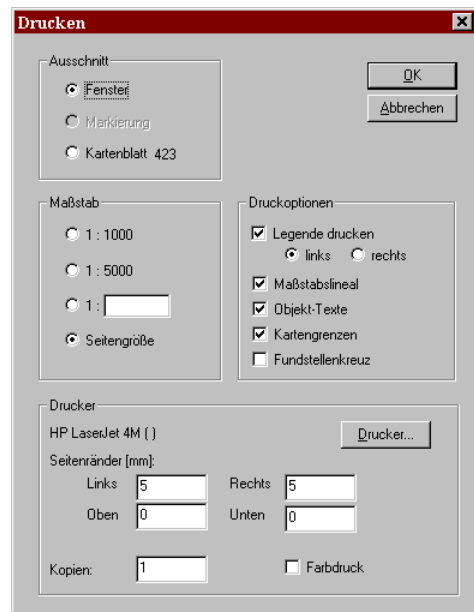 Drucken
Ausschnitt
Fenster
Markierung
Kartenblatt 423
OK
Abbrechen
Maßstab
1 : 1000
1 : 5000
1 :
Seitengröße
Druckoptionen
Legende drucken
links rechts
Maßstabslineal
Objekt-Texte
Kartengrenzen
Fundstellenkreuz
Drucker
HP LaserJet 4M ( )
Drucker...
Seitenränder [mm]:
Links 5 Rechts 5
Oben 0 Unten 0
Kopien: 1 Farbdruck